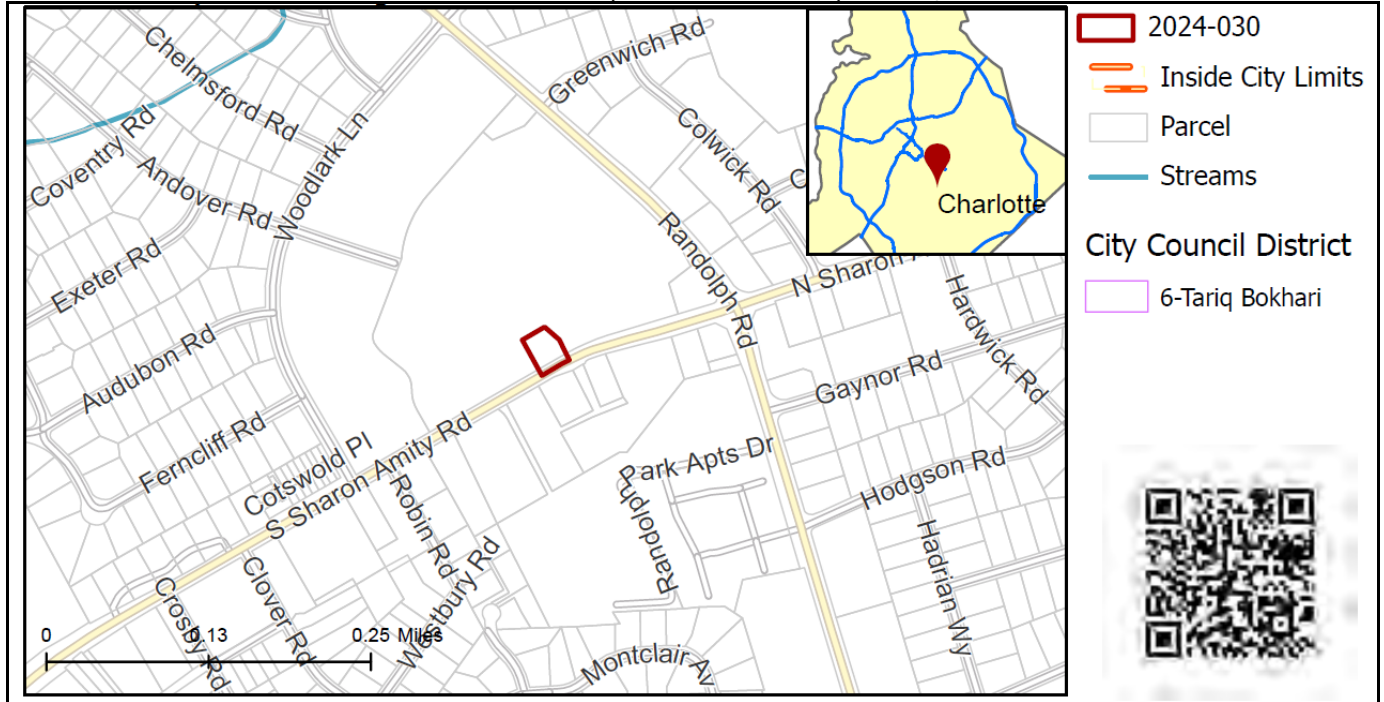 Chelmsford Rd
Greenwich Rd
Coventry Rd
Andover Rd
Woodlark Ln
Colwick Rd
C
Exeter Rd
Randolph Rd
N Sharon A
Hardwick Rd
Audubon Rd
Gaynor Rd
Ferncliff Rd
Cotswold Pl
S Sharon Amity Rd
Robin Rd
Park Apts Dr
Randolph
Hodgson Rd
Hadrian Wy
Westbury Rd
Glover Rd
Crosby Rd
Montclair Av
0
0.13
0.25 Miles
Charlotte
2024-030
Inside City Limits
Parcel
Streams
City Council District
6-Tariq Bokhari